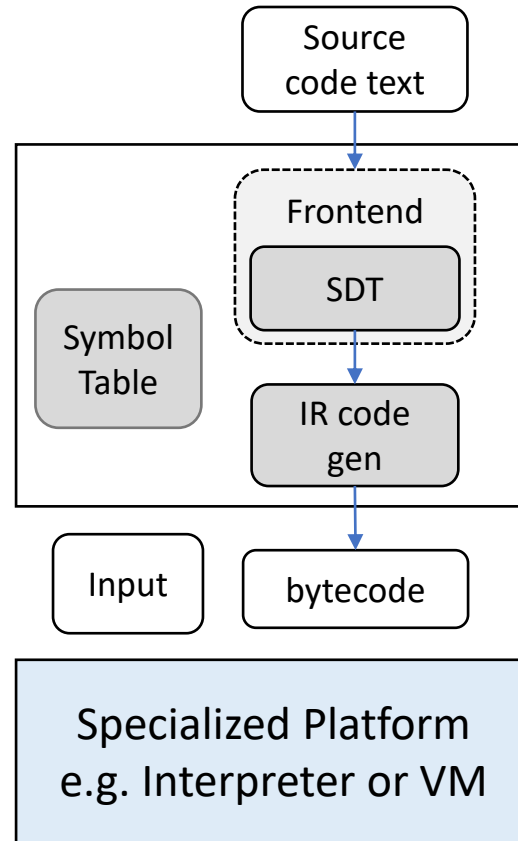 Source
code text
Frontend
SDT
Symbol
Table
IR code
gen
Input
bytecode
Specialized Platform
e.g. Interpreter or VM